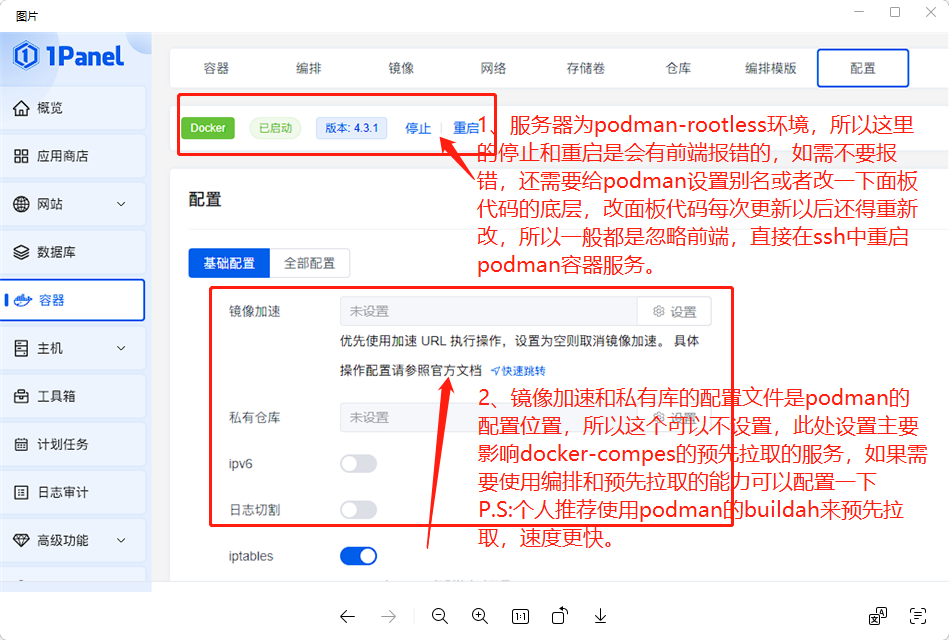 图片
1Panel
容器
编排
镜像
网络
存储卷
仓库
编排模版
配置
概览
应用商店
网站
数据库
容器
主机
工具箱
计划任务
日志审计
高级功能
Docker
已启动
版本: 4.3.1
停止
重启
1、服务器为podman-rootless环境，所以这里
的停止和重启是会有前端报错的，如需不要报
错，还需要给podman设置别名或者改一下面板
代码的底层，改面板代码每次更新以后还得重新
改，所以一般都是忽略前端，直接在ssh中重启
podman容器服务。
配置
基础配置
全部配置
镜像加速
未设置
设置
优先使用加速 URL 执行操作，设置为空则取消镜像加速。 具体
操作配置请参照官方文档 快速跳转
私有仓库
未设置
设置
ipv6
日志切割
iptables
2、镜像加速和私有库的配置文件是podman的
配置位置，所以这个可以不设置，此处设置主要
影响docker-compes的预先拉取的服务，如果需
要使用编排和预先拉取的能力可以配置一下
P.S:个人推荐使用podman的buildah来预先拉
取，速度更快。
1:1